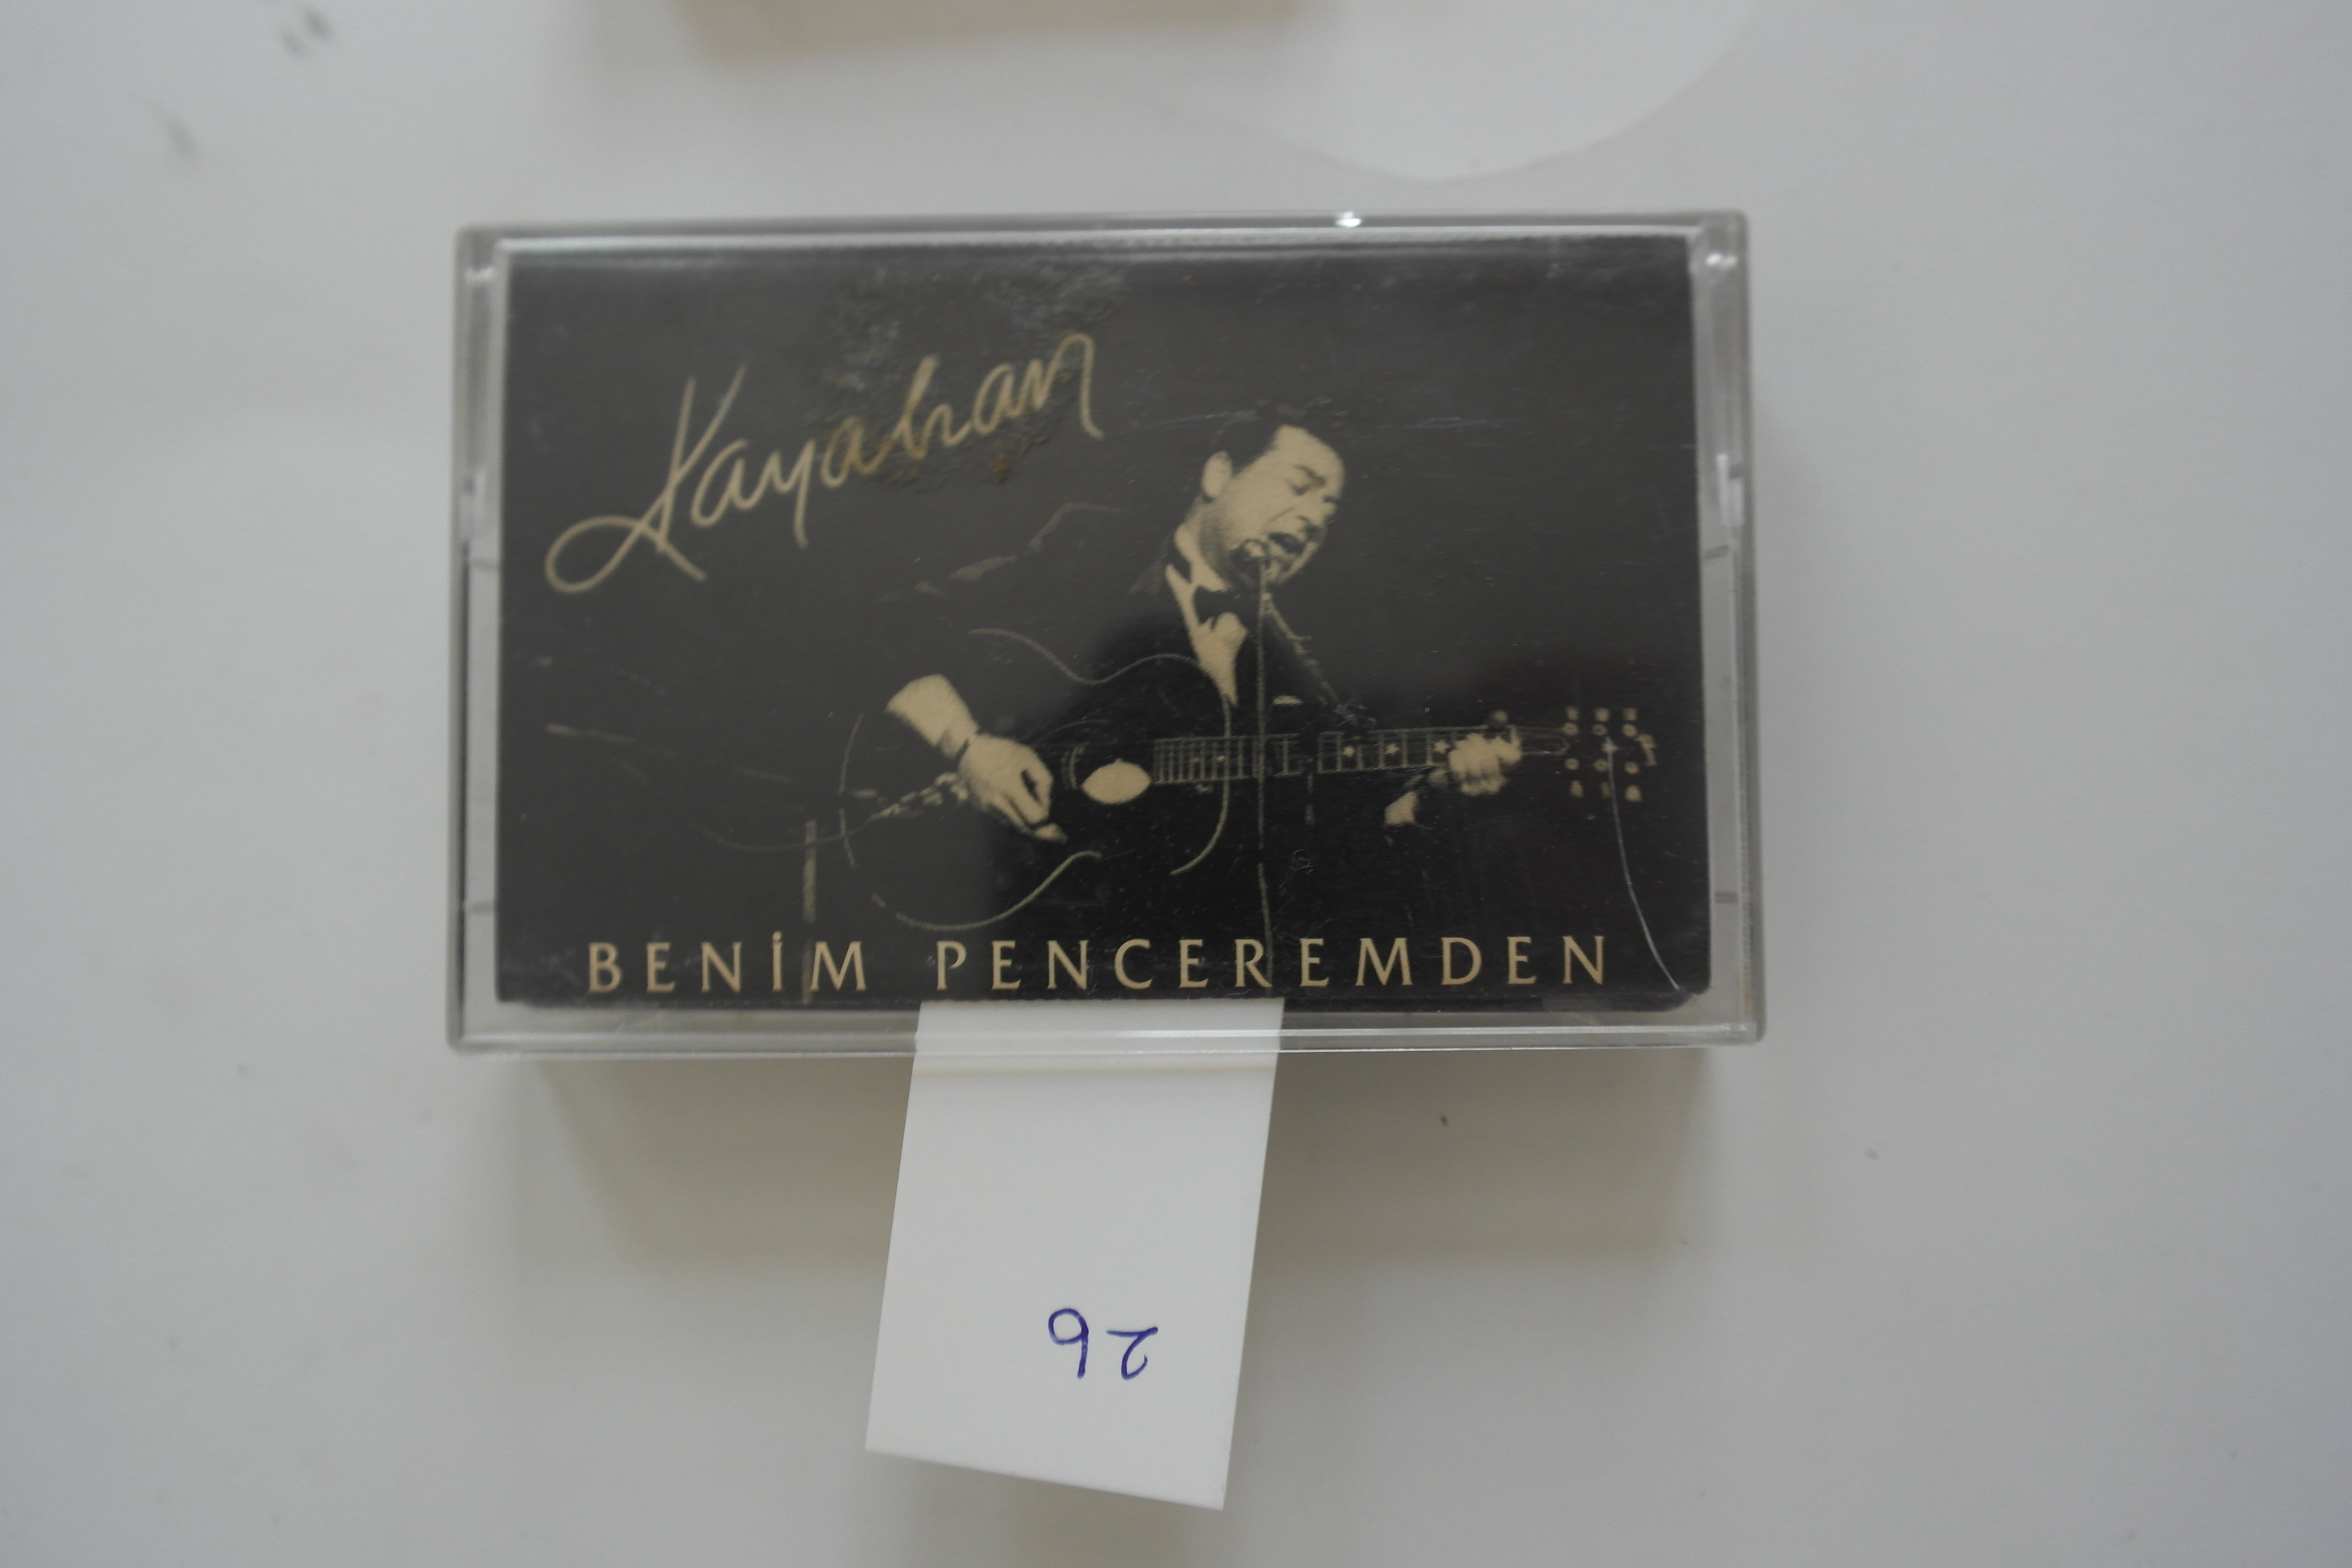 Kayahan
BENİM PENCEREMDEN
26